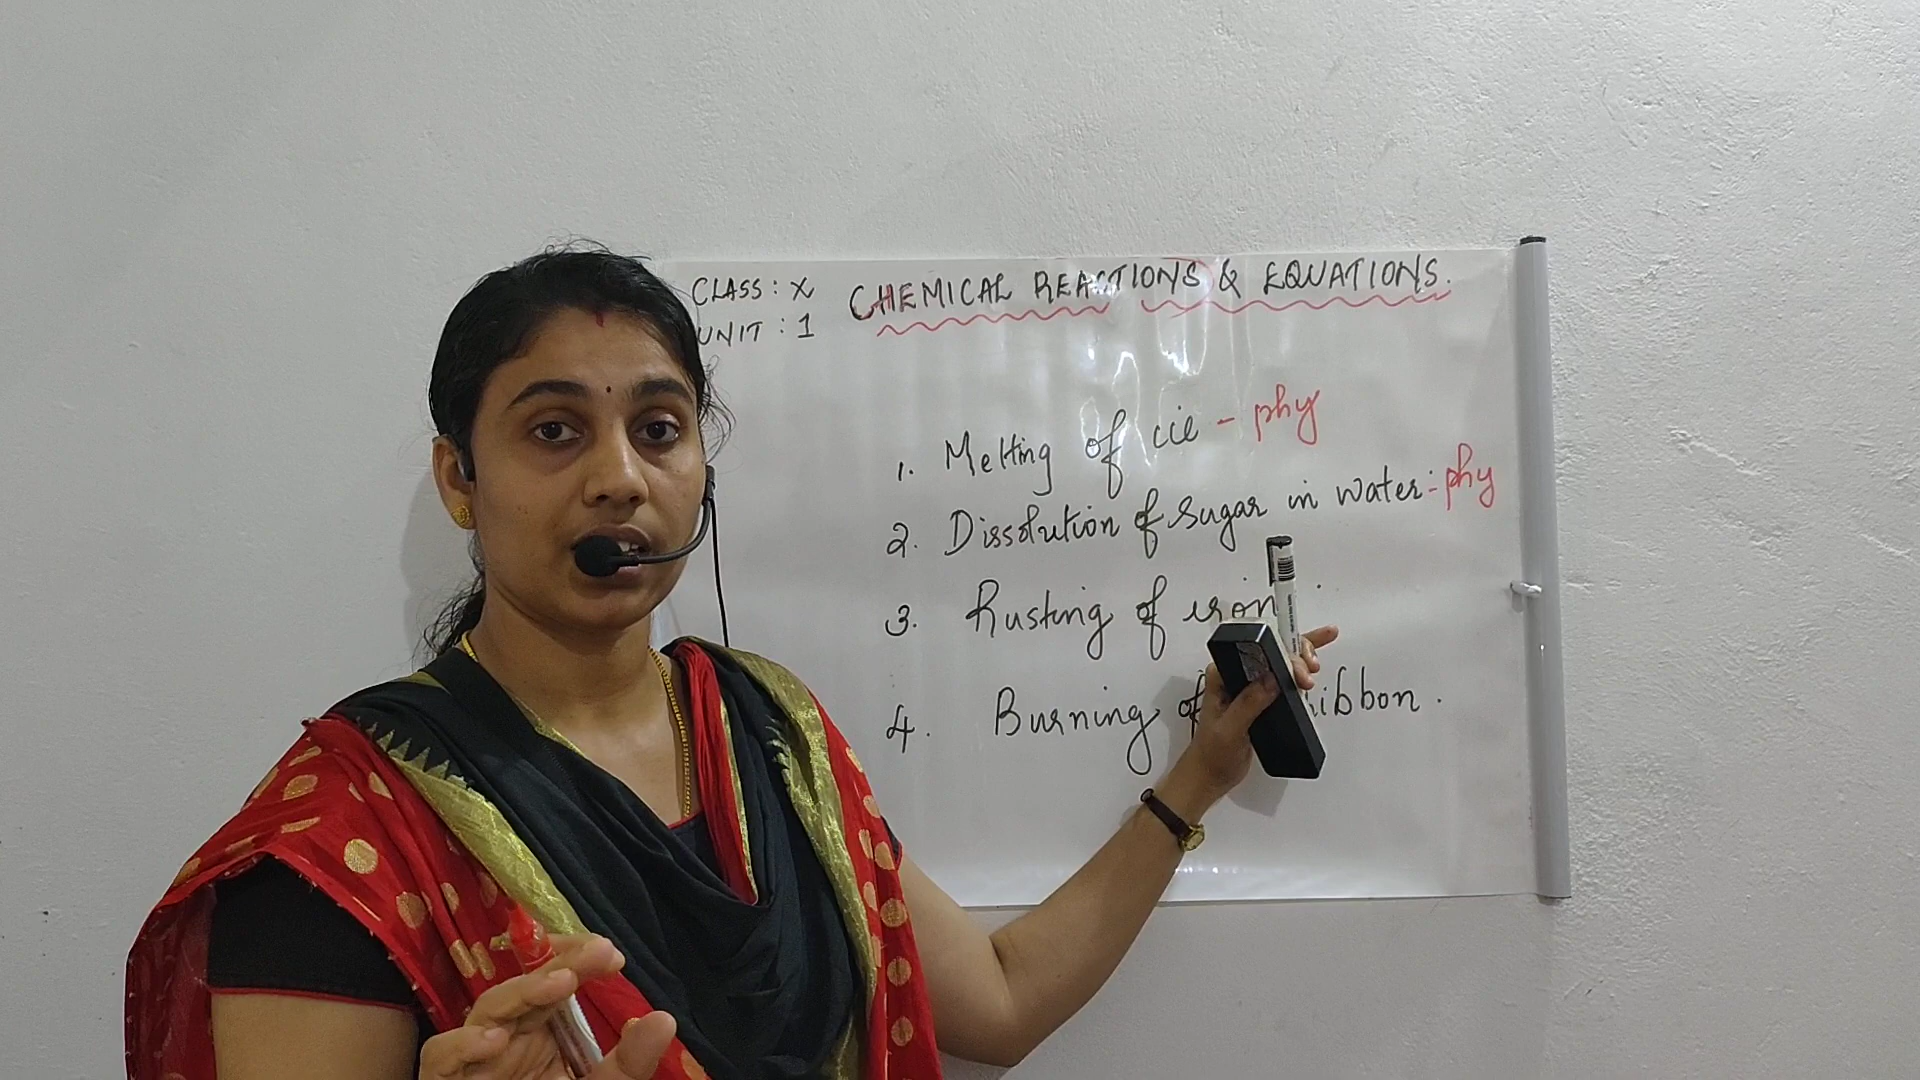 CLASS: X
UNIT : 1
CHEMICAL REACTIONS & EQUATIONS.
1. Melting of ice - phy
2. Dissolution of sugar in water - phy
3. Rusting of iron
4. Burning of ribbon.